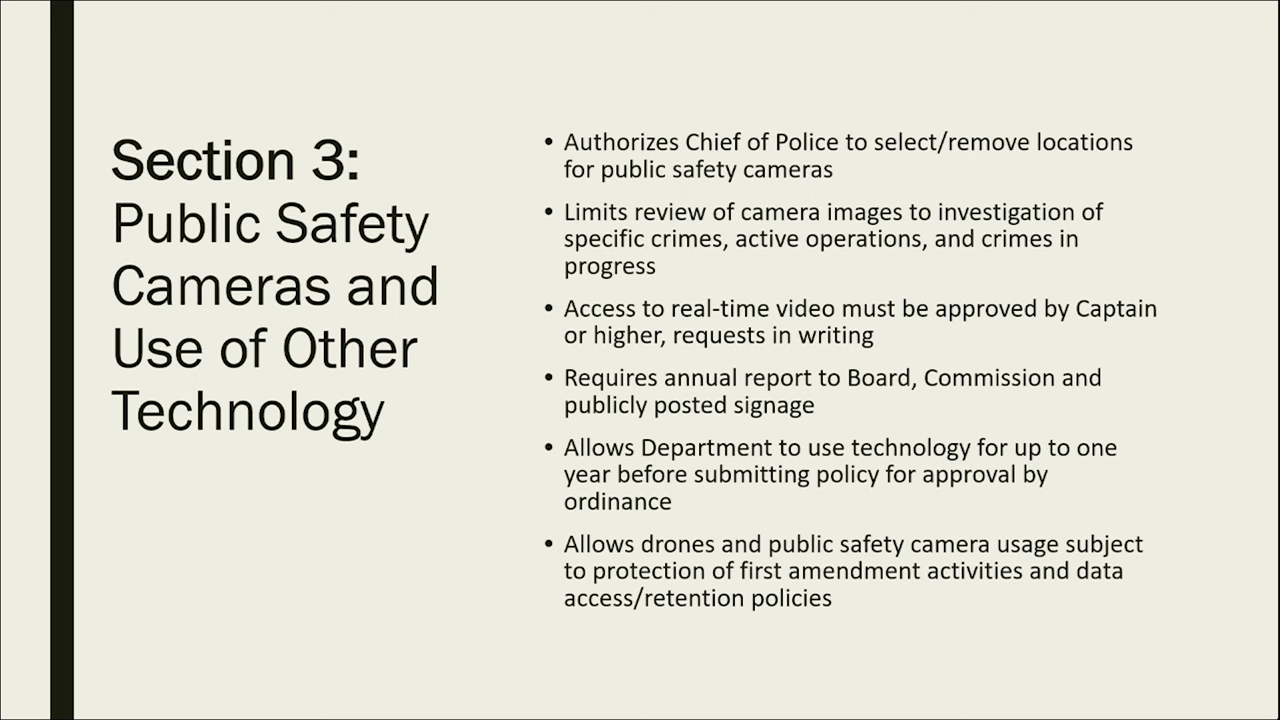 Section 3:
Public Safety
Cameras and
Use of Other
Technology
• Authorizes Chief of Police to select/remove locations
for public safety cameras
• Limits review of camera images to investigation of
specific crimes, active operations, and crimes in
progress
• Access to real-time video must be approved by Captain
or higher, requests in writing
• Requires annual report to Board, Commission and
publicly posted signage
• Allows Department to use technology for up to one
year before submitting policy for approval by
ordinance
• Allows drones and public safety camera usage subject
to protection of first amendment activities and data
access/retention policies